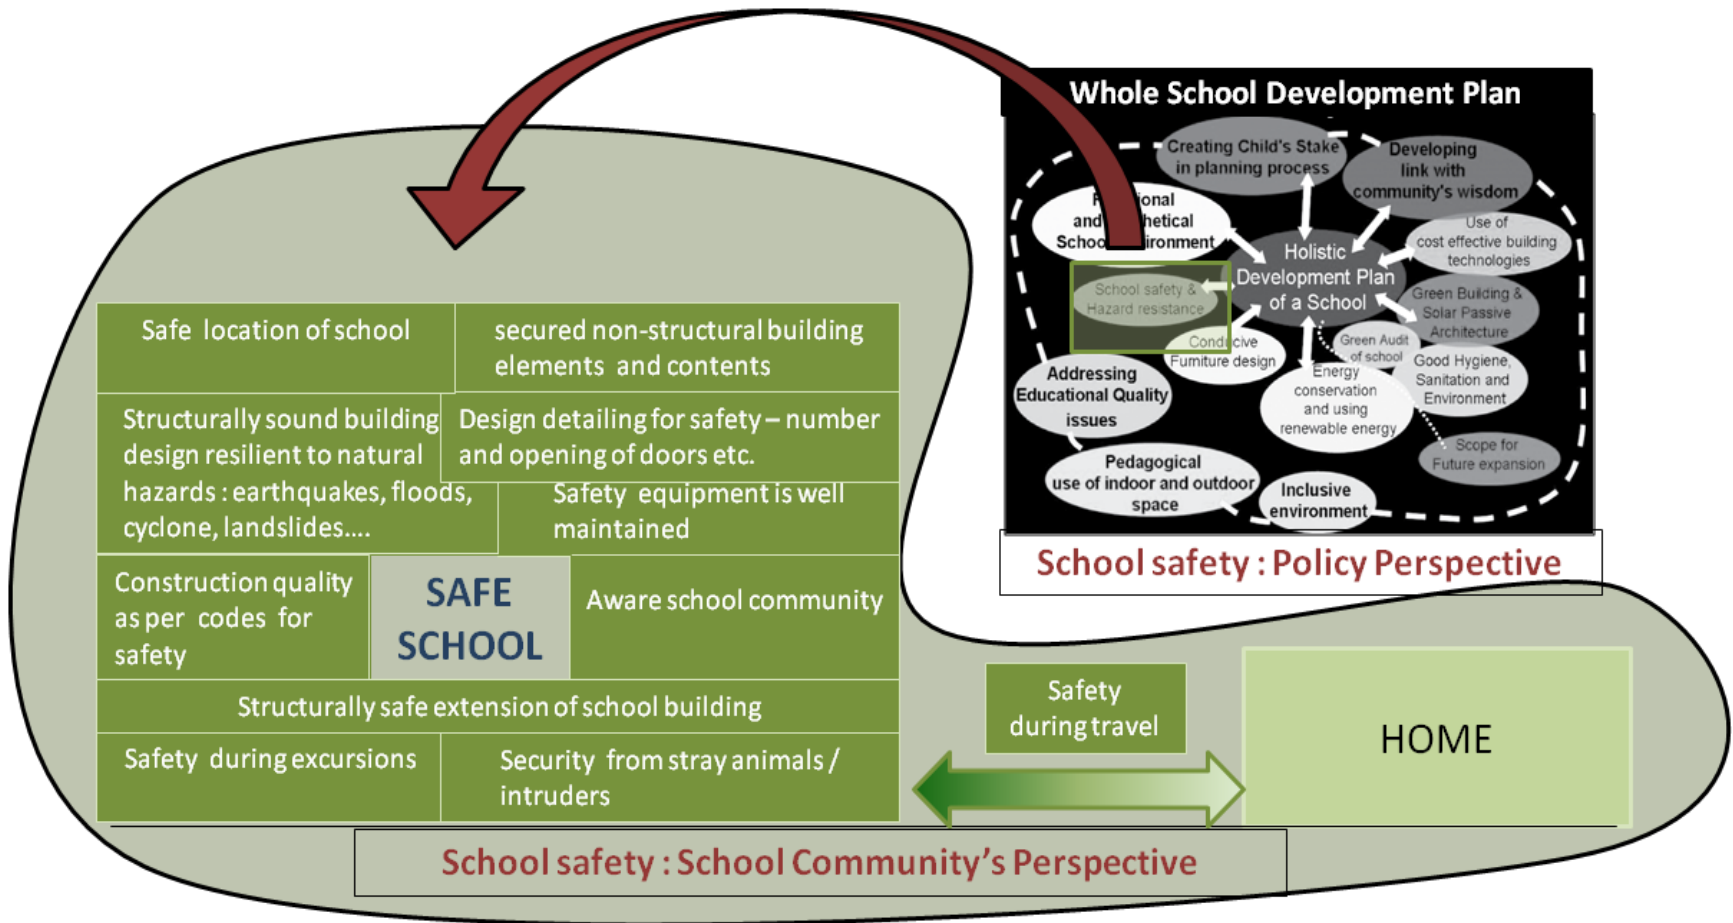 Whole School Development Plan
Creating Child's Stake
in planning process
Developing
link with
community's wisdom
and
School
Use of
cost effective building
technologies
Holistic
Development Plan
of a School
School safety &
Hazard resistance
Green Building &
Solar Passive
Architecture
Conducive
Furniture design
Green Audit
of school
Good Hygiene,
Sanitation and
Environment
Energy
conservation
and using
renewable energy
Addressing
Educational Quality
issues
Scope for
Future expansion
Pedagogical
use of indoor and outdoor
space
Inclusive
environment
School safety : Policy Perspective
Safe location of school
secured non-structural building
elements and contents
Structurally sound building
design resilient to natural
hazards : earthquakes, floods,
cyclone, landslides....
Design detailing for safety – number
and opening of doors etc.
Safety equipment is well
maintained
Construction quality
as per codes for
safety
SAFE
SCHOOL
Aware school community
Structurally safe extension of school building
Safety during excursions
Security from stray animals /
intruders
Safety
during travel
HOME
School safety : School Community's Perspective